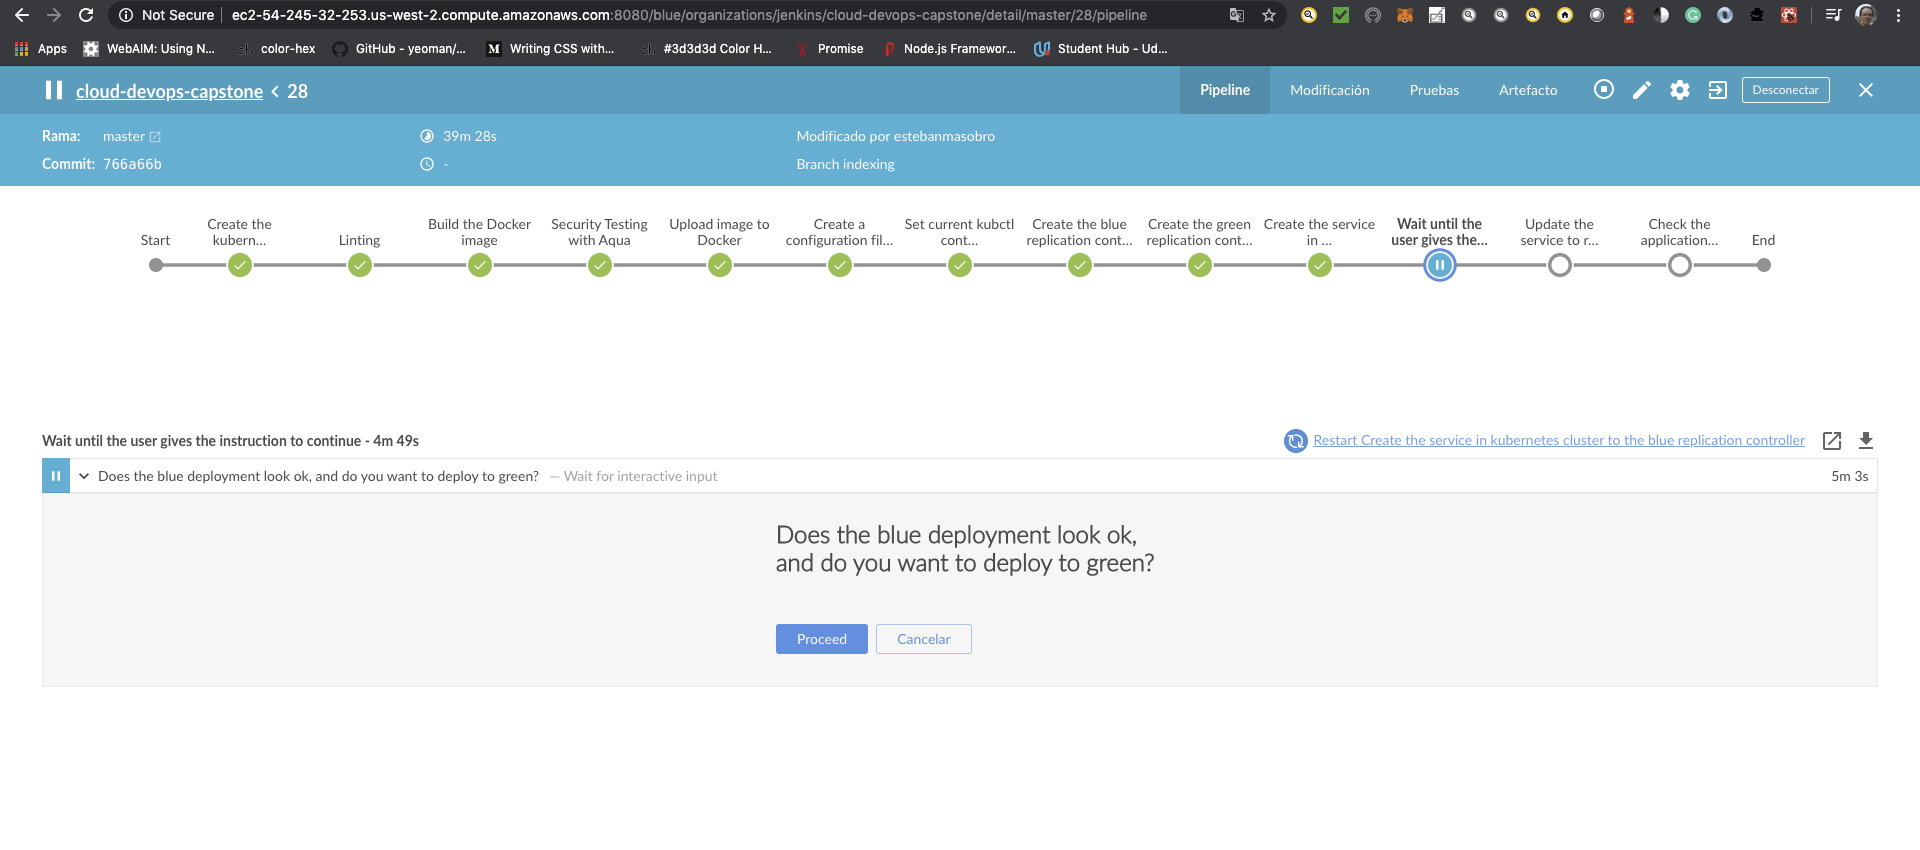 Not Secure ec2-54-245-32-253.us-west-2.compute.amazonaws.com:8080/blue/organizations/jenkins/cloud-devops-capstone/detail/master/28/pipeline
Apps WebAIM: Using N... color-hex GitHub - yeoman/... Writing CSS with... #3d3d3d Color H... Promise Node.js Framewor... Student Hub - Ud...
cloud-devops-capstone < 28 Pipeline Modificación Pruebas Artefacto Desconectar
Rama: master 39m 28s Modificado por estebanmasobro
Commit: 766a66b - Branch indexing
Start
Create the
kubern...
Linting
Build the Docker
image
Security Testing
with Aqua
Upload image to
Docker
Create a
configuration fil...
Set current kubctl
cont...
Create the blue
replication cont...
Create the green
replication cont...
Create the service
in ...
Wait until the
user gives the...
Update the
service to r...
Check the
application...
End
Wait until the user gives the instruction to continue - 4m 49s Restart Create the service in kubernetes cluster to the blue replication controller
Does the blue deployment look ok, and do you want to deploy to green? — Wait for interactive input 5m 3s
Does the blue deployment look ok,
and do you want to deploy to green?
Proceed Cancelar